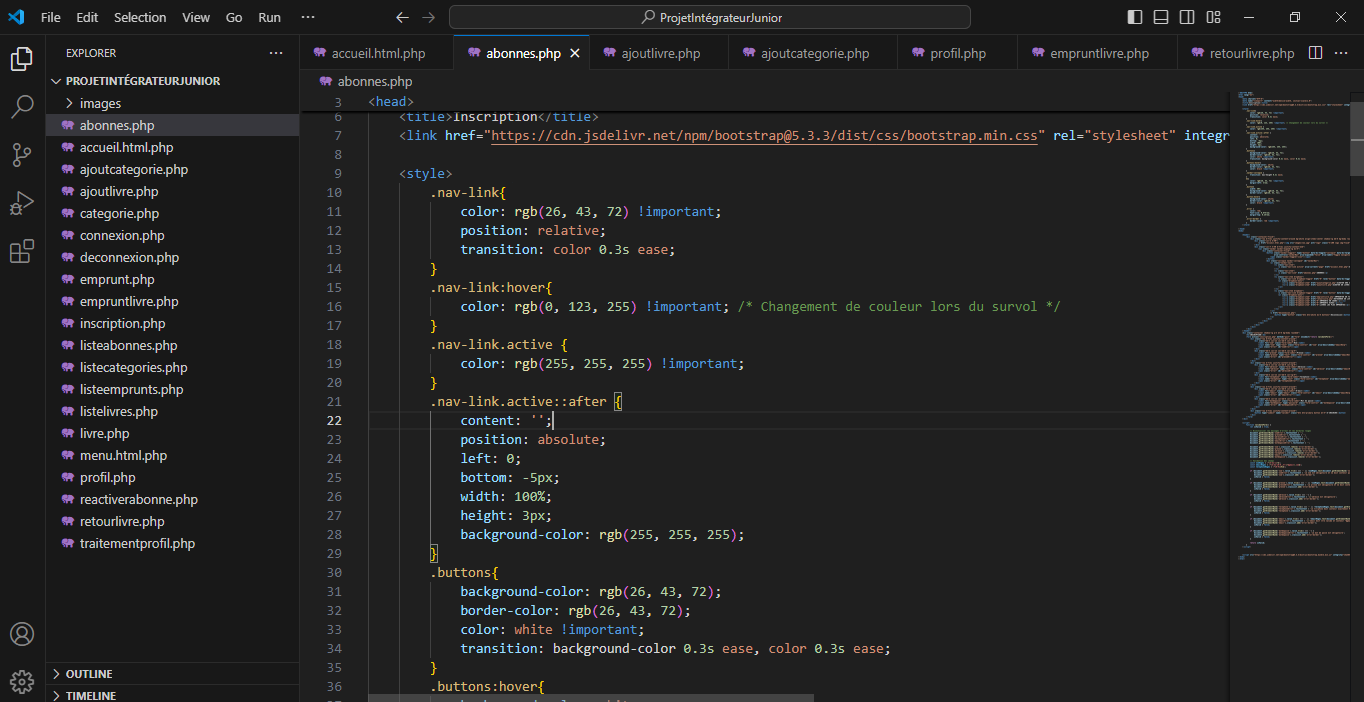 File Edit Selection View Go Run ···
ProjetIntégrateurJunior
EXPLORER
PROJETINTÉGRATEURJUNIOR
images
abonnes.php
accueil.html.php
ajoutcategorie.php
ajoutlivre.php
categorie.php
connexion.php
deconnexion.php
emprunt.php
empruntlivre.php
inscription.php
listeabonnes.php
listecategories.php
listeemprunts.php
listelivres.php
livre.php
menu.html.php
profil.php
reactiverabonne.php
retourlivre.php
traitementprofil.php
OUTLINE
TIMELINE
accueil.html.php abonnes.php ajoutlivre.php ajoutcategorie.php profil.php empruntlivre.php retourlivre.php
abonnes.php
3 <head>
6 <title>Inscription</title>
7 <link href="https://cdn.jsdelivr.net/npm/bootstrap@5.3.3/dist/css/bootstrap.min.css" rel="stylesheet" integr
8
9 <style>
10 .nav-link{
11 color: rgb(26, 43, 72) !important;
12 position: relative;
13 transition: color 0.3s ease;
14 }
15 .nav-link:hover{
16 color: rgb(0, 123, 255) !important; /* Changement de couleur lors du survol */
17 }
18 .nav-link.active {
19 color: rgb(255, 255, 255) !important;
20 }
21 .nav-link.active::after {
22 content: '';
23 position: absolute;
24 left: 0;
25 bottom: -5px;
26 width: 100%;
27 height: 3px;
28 background-color: rgb(255, 255, 255);
29 }
30 .buttons{
31 background-color: rgb(26, 43, 72);
32 border-color: rgb(26, 43, 72);
33 color: white !important;
34 transition: background-color 0.3s ease, color 0.3s ease;
35 }
36 .buttons:hover{